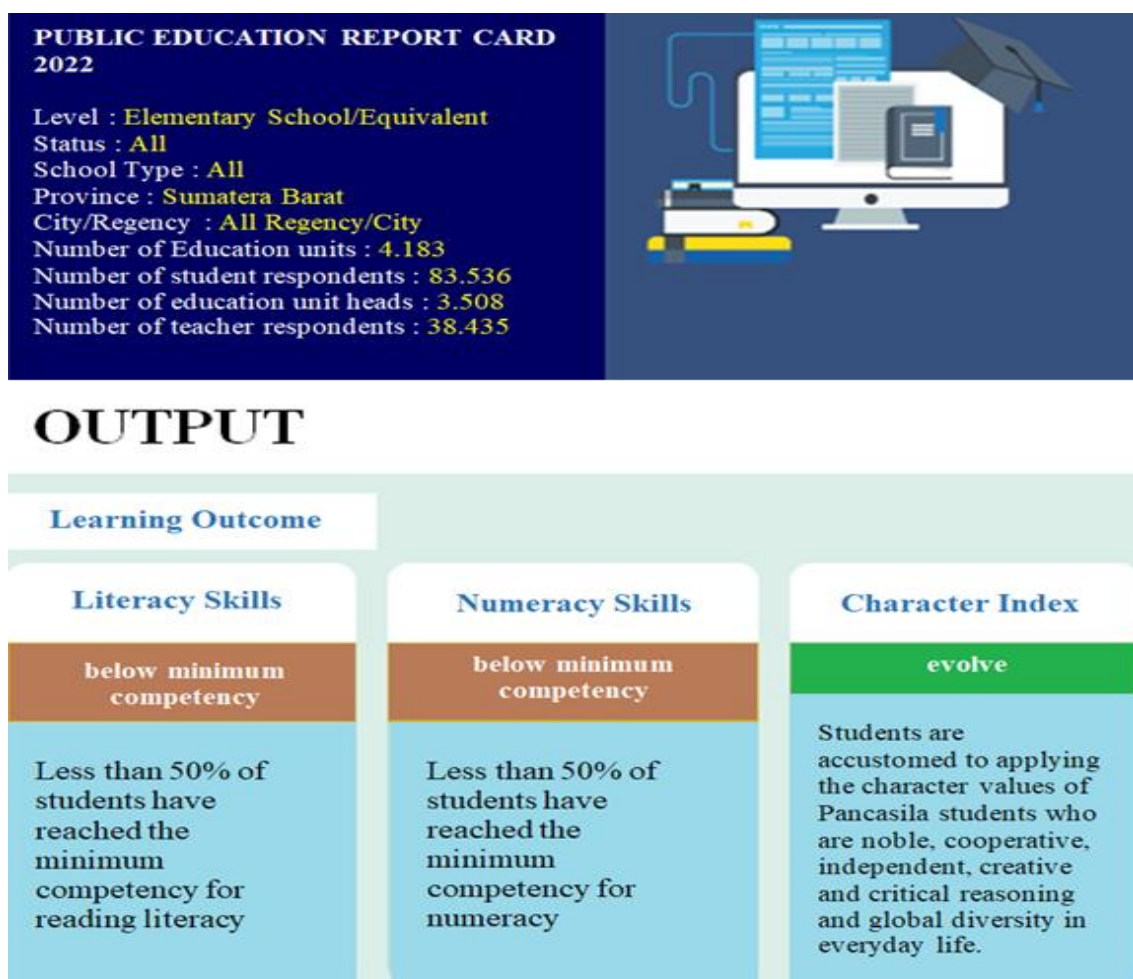 PUBLIC EDUCATION REPORT CARD
2022
Level : Elementary School/Equivalent
Status : All
School Type : All
Province : Sumatera Barat
City/Regency : All Regency/City
Number of Education units : 4.183
Number of student respondents : 83.536
Number of education unit heads : 3.508
Number of teacher respondents : 38.435
OUTPUT
Learning Outcome
Literacy Skills
below minimum
competency
Less than 50% of
students have
reached the
minimum
competency for
reading literacy
Numeracy Skills
below minimum
competency
Less than 50% of
students have
reached the
minimum
competency for
numeracy
Character Index
evolve
Students are
accustomed to applying
the character values of
Pancasila students who
are noble, cooperative,
independent, creative
and critical reasoning
and global diversity in
everyday life.